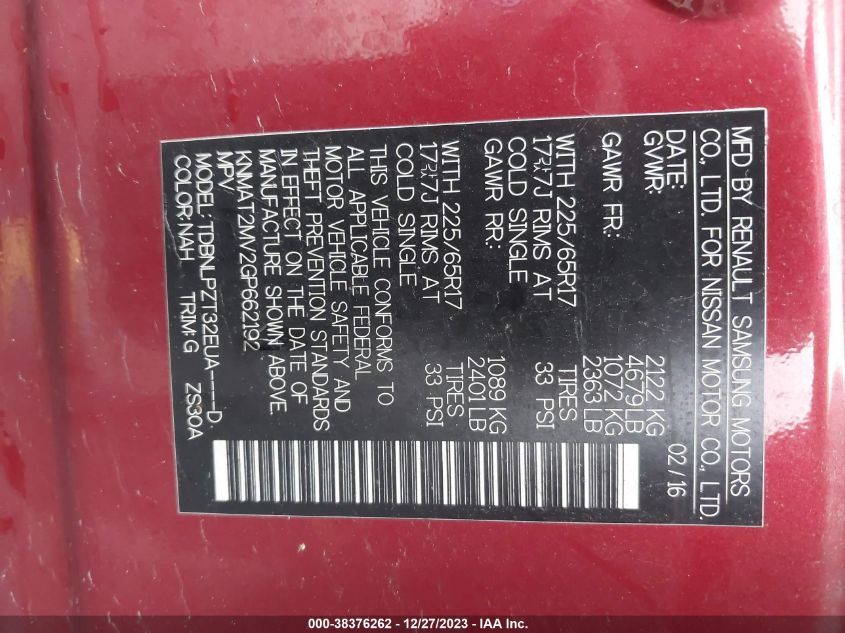 MFD BY RENAULT SAMSUNG MOTORS
CO., LTD. FOR NISSAN MOTOR CO., LTD.
DATE: 02 / 16
GVWR: 2122 KG
4679 LB
GAWR FR: 1072 KG
2363 LB
WITH 225/65R17 TIRES
17X7J RIMS AT 33 PSI
COLD SINGLE
GAWR RR: 1089 KG
2401 LB
WITH 225/65R17 TIRES
17X7J RIMS AT 33 PSI
COLD SINGLE
THIS VEHICLE CONFORMS TO
ALL APPLICABLE FEDERAL
MOTOR VEHICLE SAFETY AND
THEFT PREVENTION STANDARDS
IN EFFECT ON THE DATE OF
MANUFACTURE SHOWN ABOVE.
KNMAT2MV2GP662192
MPV
MODEL: TDBNLPZT32EUA----D
COLOR:NAH TRIM:G ZS30A
000-38376262 - 12/27/2023 - IAA Inc.